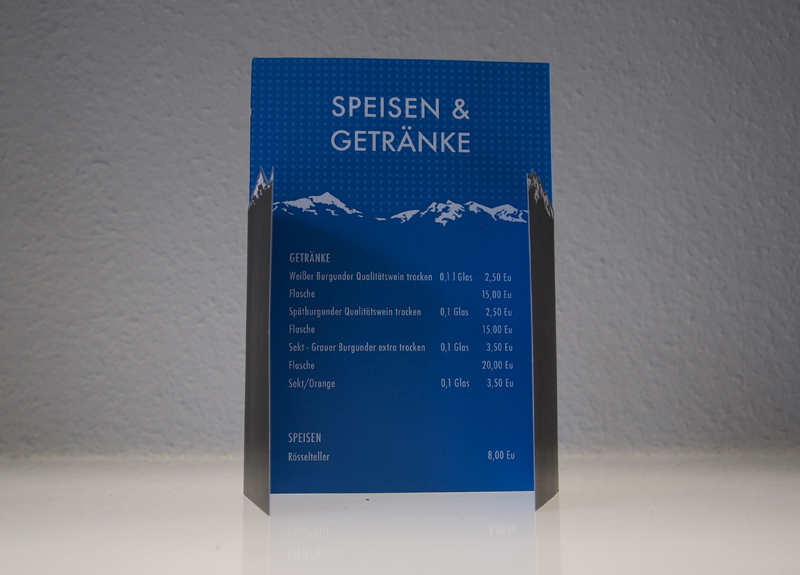 SPEISEN &
GETRÄNKE
GETRÄNKE
Weißer Burgunder Qualitätswein trocken 0,1 l Glas 2,50 Eu
Flasche 15,00 Eu
Spätburgunder Qualitätswein trocken 0,1 Glas 2,50 Eu
Flasche 15,00 Eu
Sekt - Grauer Burgunder extra trocken 0,1 Glas 3,50 Eu
Flasche 20,00 Eu
Sekt/Orange 0,1 Glas 3,50 Eu
SPEISEN
Rösselteller 8,00 Eu